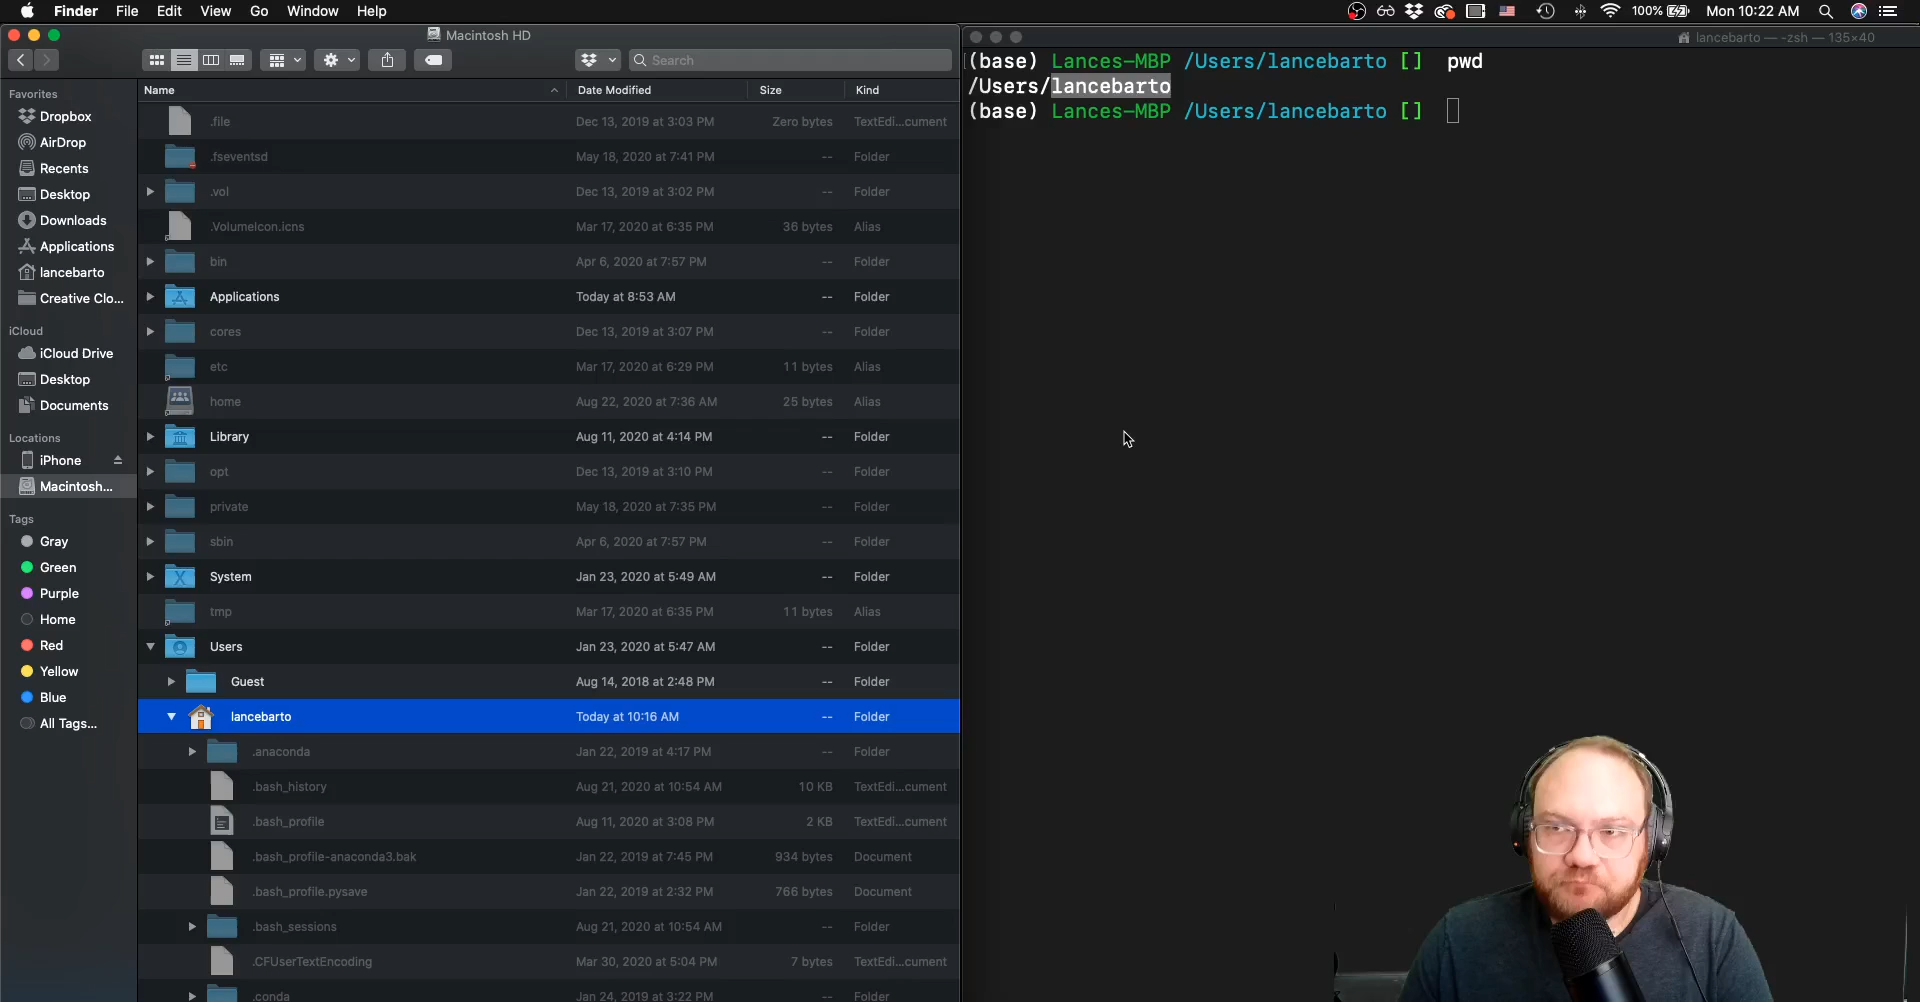 Finder File Edit View Go Window Help
100% Mon 10:22 AM
Macintosh HD
lancebarto — -zsh — 135×40
Search
Name Date Modified Size Kind
Favorites
Dropbox
AirDrop
Recents
Desktop
Downloads
Applications
lancebarto
Creative Clo...
iCloud
iCloud Drive
Desktop
Documents
Locations
iPhone
Macintosh...
Tags
Gray
Green
Purple
Home
Red
Yellow
Blue
All Tags...
.file Dec 13, 2019 at 3:03 PM Zero bytes TextEdi...cument
.fseventsd May 18, 2020 at 7:41 PM -- Folder
.vol Dec 13, 2019 at 3:02 PM -- Folder
.VolumeIcon.icns Mar 17, 2020 at 6:35 PM 36 bytes Alias
bin Apr 6, 2020 at 7:57 PM -- Folder
Applications Today at 8:53 AM -- Folder
cores Dec 13, 2019 at 3:07 PM -- Folder
etc Mar 17, 2020 at 6:29 PM 11 bytes Alias
home Aug 22, 2020 at 7:36 AM 25 bytes Alias
Library Aug 11, 2020 at 4:14 PM -- Folder
opt Dec 13, 2019 at 3:10 PM -- Folder
private May 18, 2020 at 7:35 PM -- Folder
sbin Apr 6, 2020 at 7:57 PM -- Folder
System Jan 23, 2020 at 5:49 AM -- Folder
tmp Mar 17, 2020 at 6:35 PM 11 bytes Alias
Users Jan 23, 2020 at 5:47 AM -- Folder
Guest Aug 14, 2018 at 2:48 PM -- Folder
lancebarto Today at 10:16 AM -- Folder
.anaconda Jan 22, 2019 at 4:17 PM -- Folder
.bash_history Aug 21, 2020 at 10:54 AM 10 KB TextEdi...cument
.bash_profile Aug 11, 2020 at 3:08 PM 2 KB TextEdi...cument
.bash_profile-anaconda3.bak Jan 22, 2019 at 7:45 PM 934 bytes Document
.bash_profile.pysave Jan 22, 2019 at 2:32 PM 766 bytes Document
.bash_sessions Aug 21, 2020 at 10:54 AM -- Folder
.CFUserTextEncoding Mar 30, 2020 at 5:04 PM 7 bytes TextEdi...cument
.conda Jan 24, 2019 at 3:22 PM -- Folder
(base) Lances-MBP /Users/lancebarto [] pwd
/Users/lancebarto
(base) Lances-MBP /Users/lancebarto []